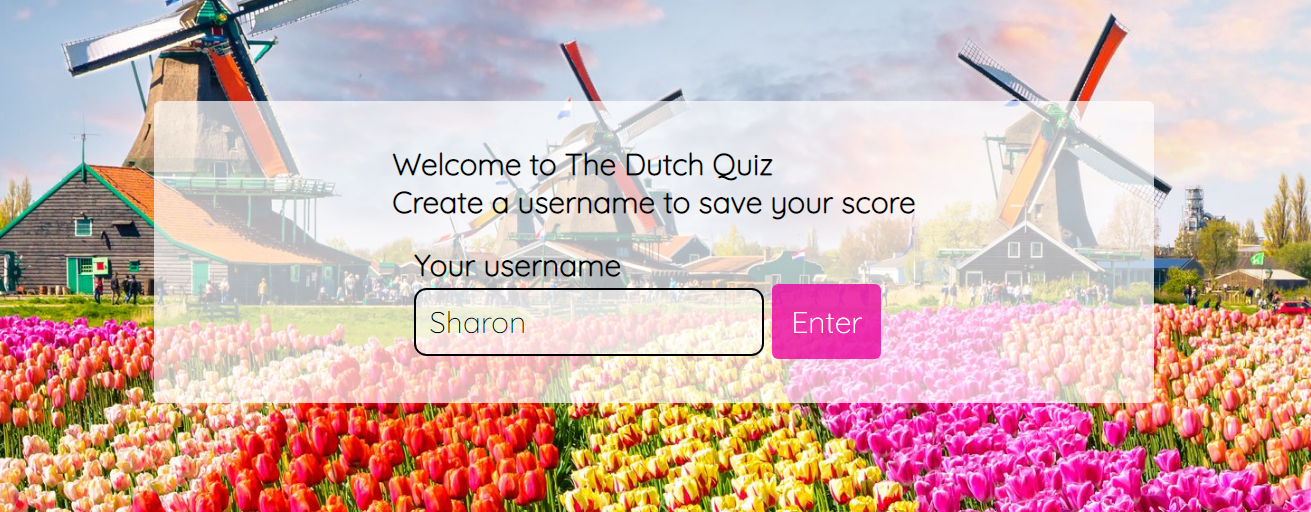 Welcome to The Dutch Quiz
Create a username to save your score
Your username
Sharon
Enter